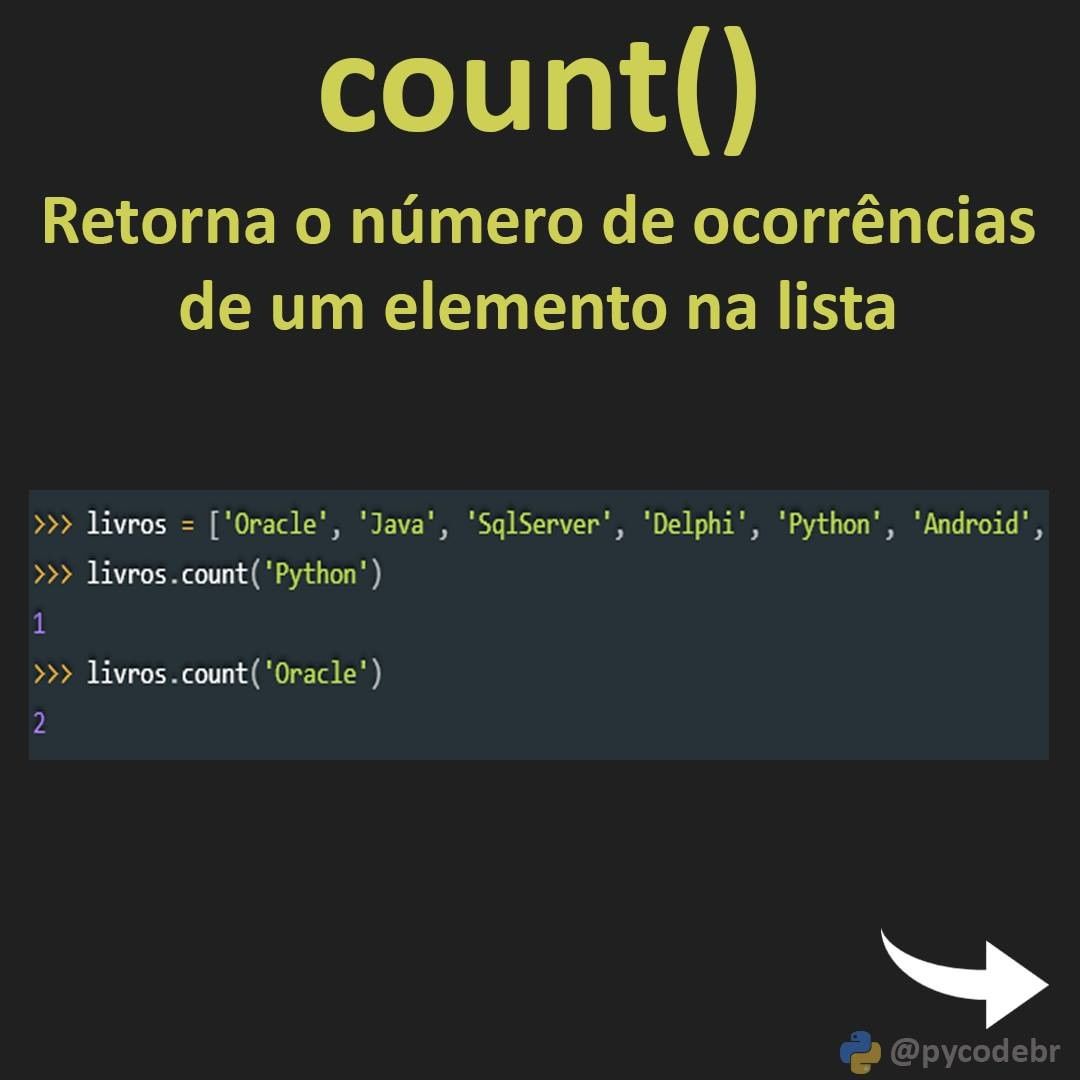 count()
Retorna o número de ocorrências
de um elemento na lista
>>> livros = ['Oracle', 'Java', 'SqlServer', 'Delphi', 'Python', 'Android',
>>> livros.count('Python')
1
>>> livros.count('Oracle')
2
@pycodebr